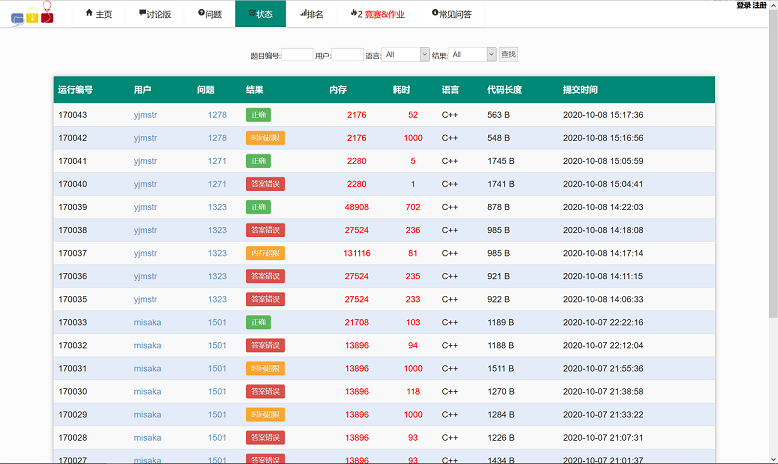 登录 注册
主页 讨论版 问题 状态 排名 2 竞赛&作业 常见问答
题目编号: 用户: 语言: All 结果: All 查找
运行编号 用户 问题 结果 内存 耗时 语言 代码长度 提交时间
170043 yjmstr 1278 正确 2176 52 C++ 563 B 2020-10-08 15:17:36
170042 yjmstr 1278 时间超限 2176 1000 C++ 548 B 2020-10-08 15:16:56
170041 yjmstr 1271 正确 2280 5 C++ 1745 B 2020-10-08 15:05:59
170040 yjmstr 1271 答案错误 2280 1 C++ 1741 B 2020-10-08 15:04:41
170039 yjmstr 1323 正确 48908 702 C++ 878 B 2020-10-08 14:22:03
170038 yjmstr 1323 答案错误 27524 236 C++ 985 B 2020-10-08 14:18:08
170037 yjmstr 1323 内存超限 131116 81 C++ 985 B 2020-10-08 14:17:14
170036 yjmstr 1323 答案错误 27524 235 C++ 921 B 2020-10-08 14:11:15
170035 yjmstr 1323 答案错误 27524 233 C++ 922 B 2020-10-08 14:06:33
170033 misaka 1501 正确 21708 103 C++ 1189 B 2020-10-07 22:22:16
170032 misaka 1501 答案错误 13896 94 C++ 1188 B 2020-10-07 22:12:04
170031 misaka 1501 时间超限 13896 1000 C++ 1511 B 2020-10-07 21:55:36
170030 misaka 1501 答案错误 13896 118 C++ 1270 B 2020-10-07 21:38:58
170029 misaka 1501 时间超限 13896 1000 C++ 1284 B 2020-10-07 21:33:22
170028 misaka 1501 答案错误 13896 93 C++ 1226 B 2020-10-07 21:07:31
170027 misaka 1501 答案错误 13896 93 C++ 1434 B 2020-10-07 21:01:37